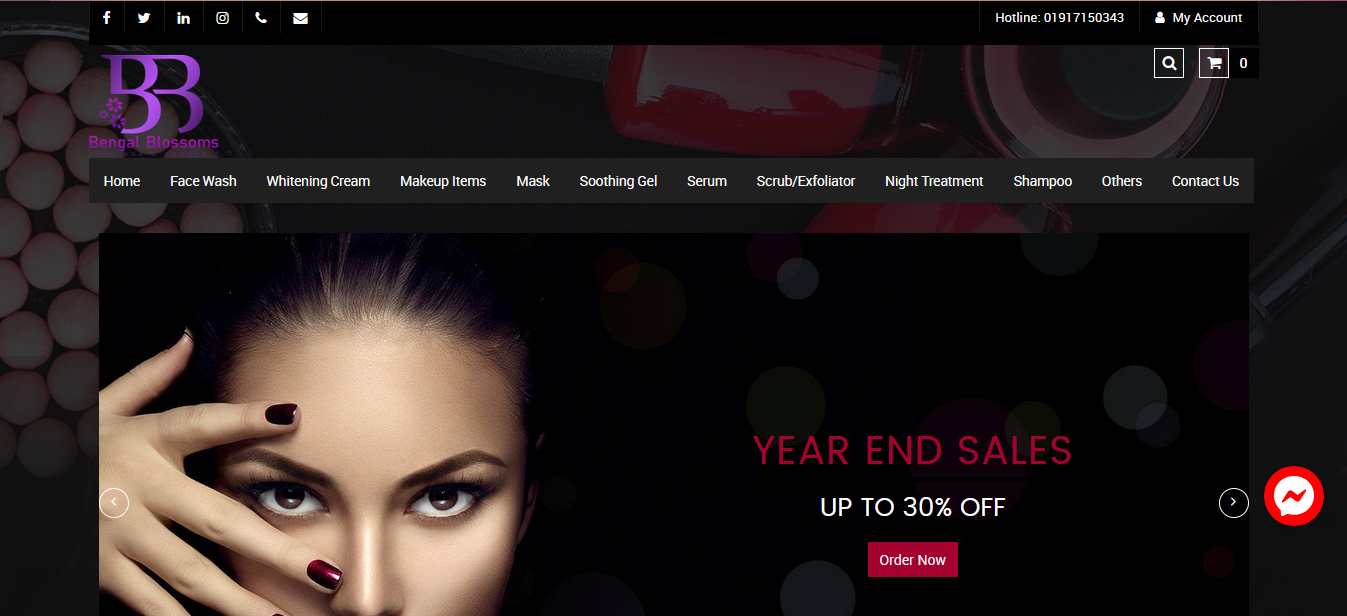 Hotline: 01917150343
My Account
BB
Bengal Blossoms
0
Home Face Wash Whitening Cream Makeup Items Mask Soothing Gel Serum Scrub/Exfoliator Night Treatment Shampoo Others Contact Us
YEAR END SALES
UP TO 30% OFF
Order Now